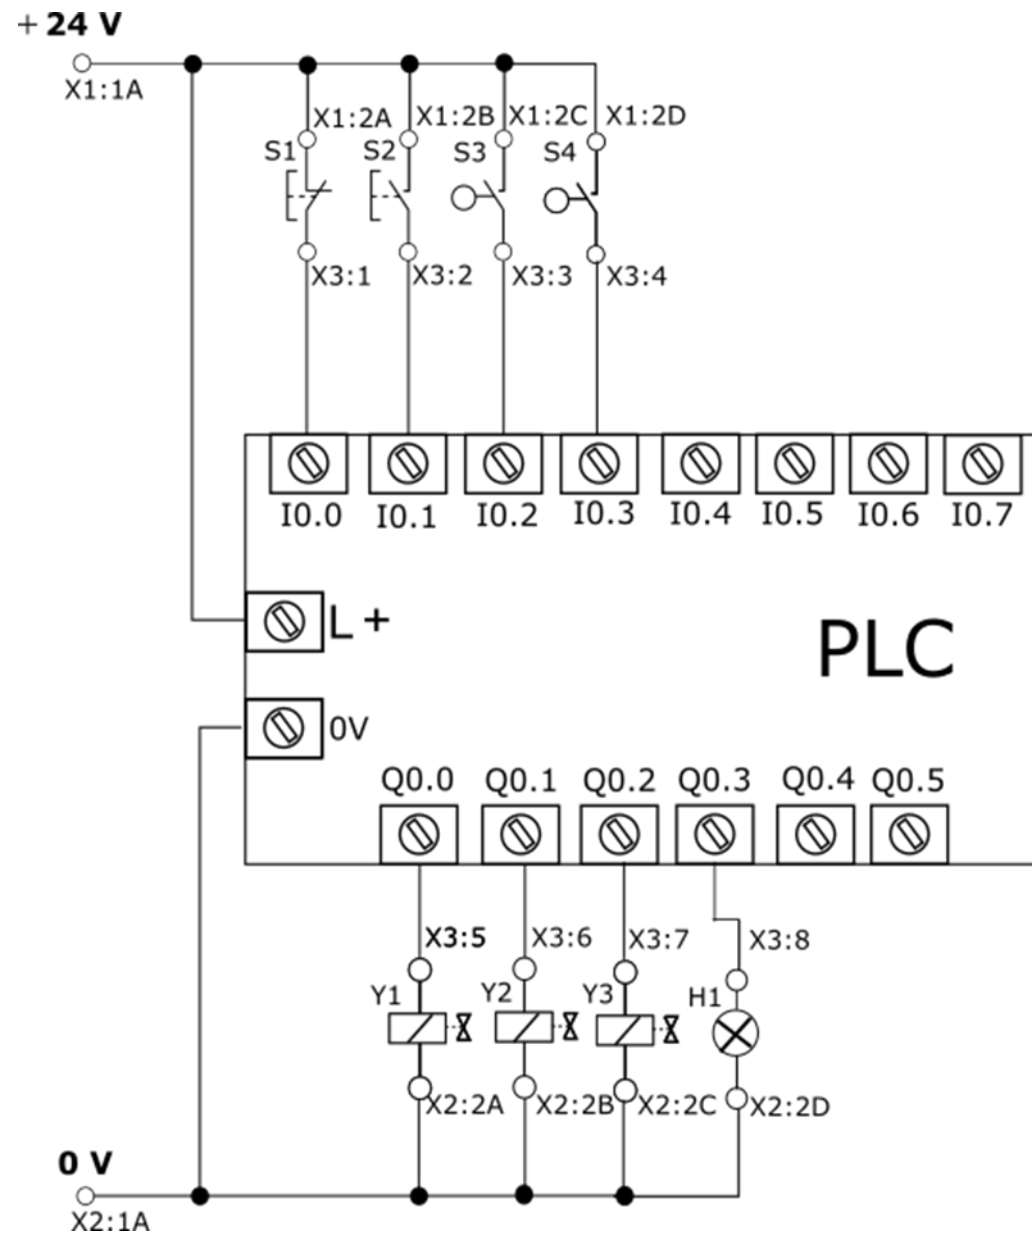 + 24 V
X1:1A
X1:2A X1:2B X1:2C X1:2D
S1 S2 S3 S4
X3:1 X3:2 X3:3 X3:4
I0.0 I0.1 I0.2 I0.3 I0.4 I0.5 I0.6 I0.7
L +
PLC
0V
Q0.0 Q0.1 Q0.2 Q0.3 Q0.4 Q0.5
X3:5 X3:6 X3:7 X3:8
Y1 Y2 Y3 H1
X2:2A X2:2B X2:2C X2:2D
0 V
X2:1A